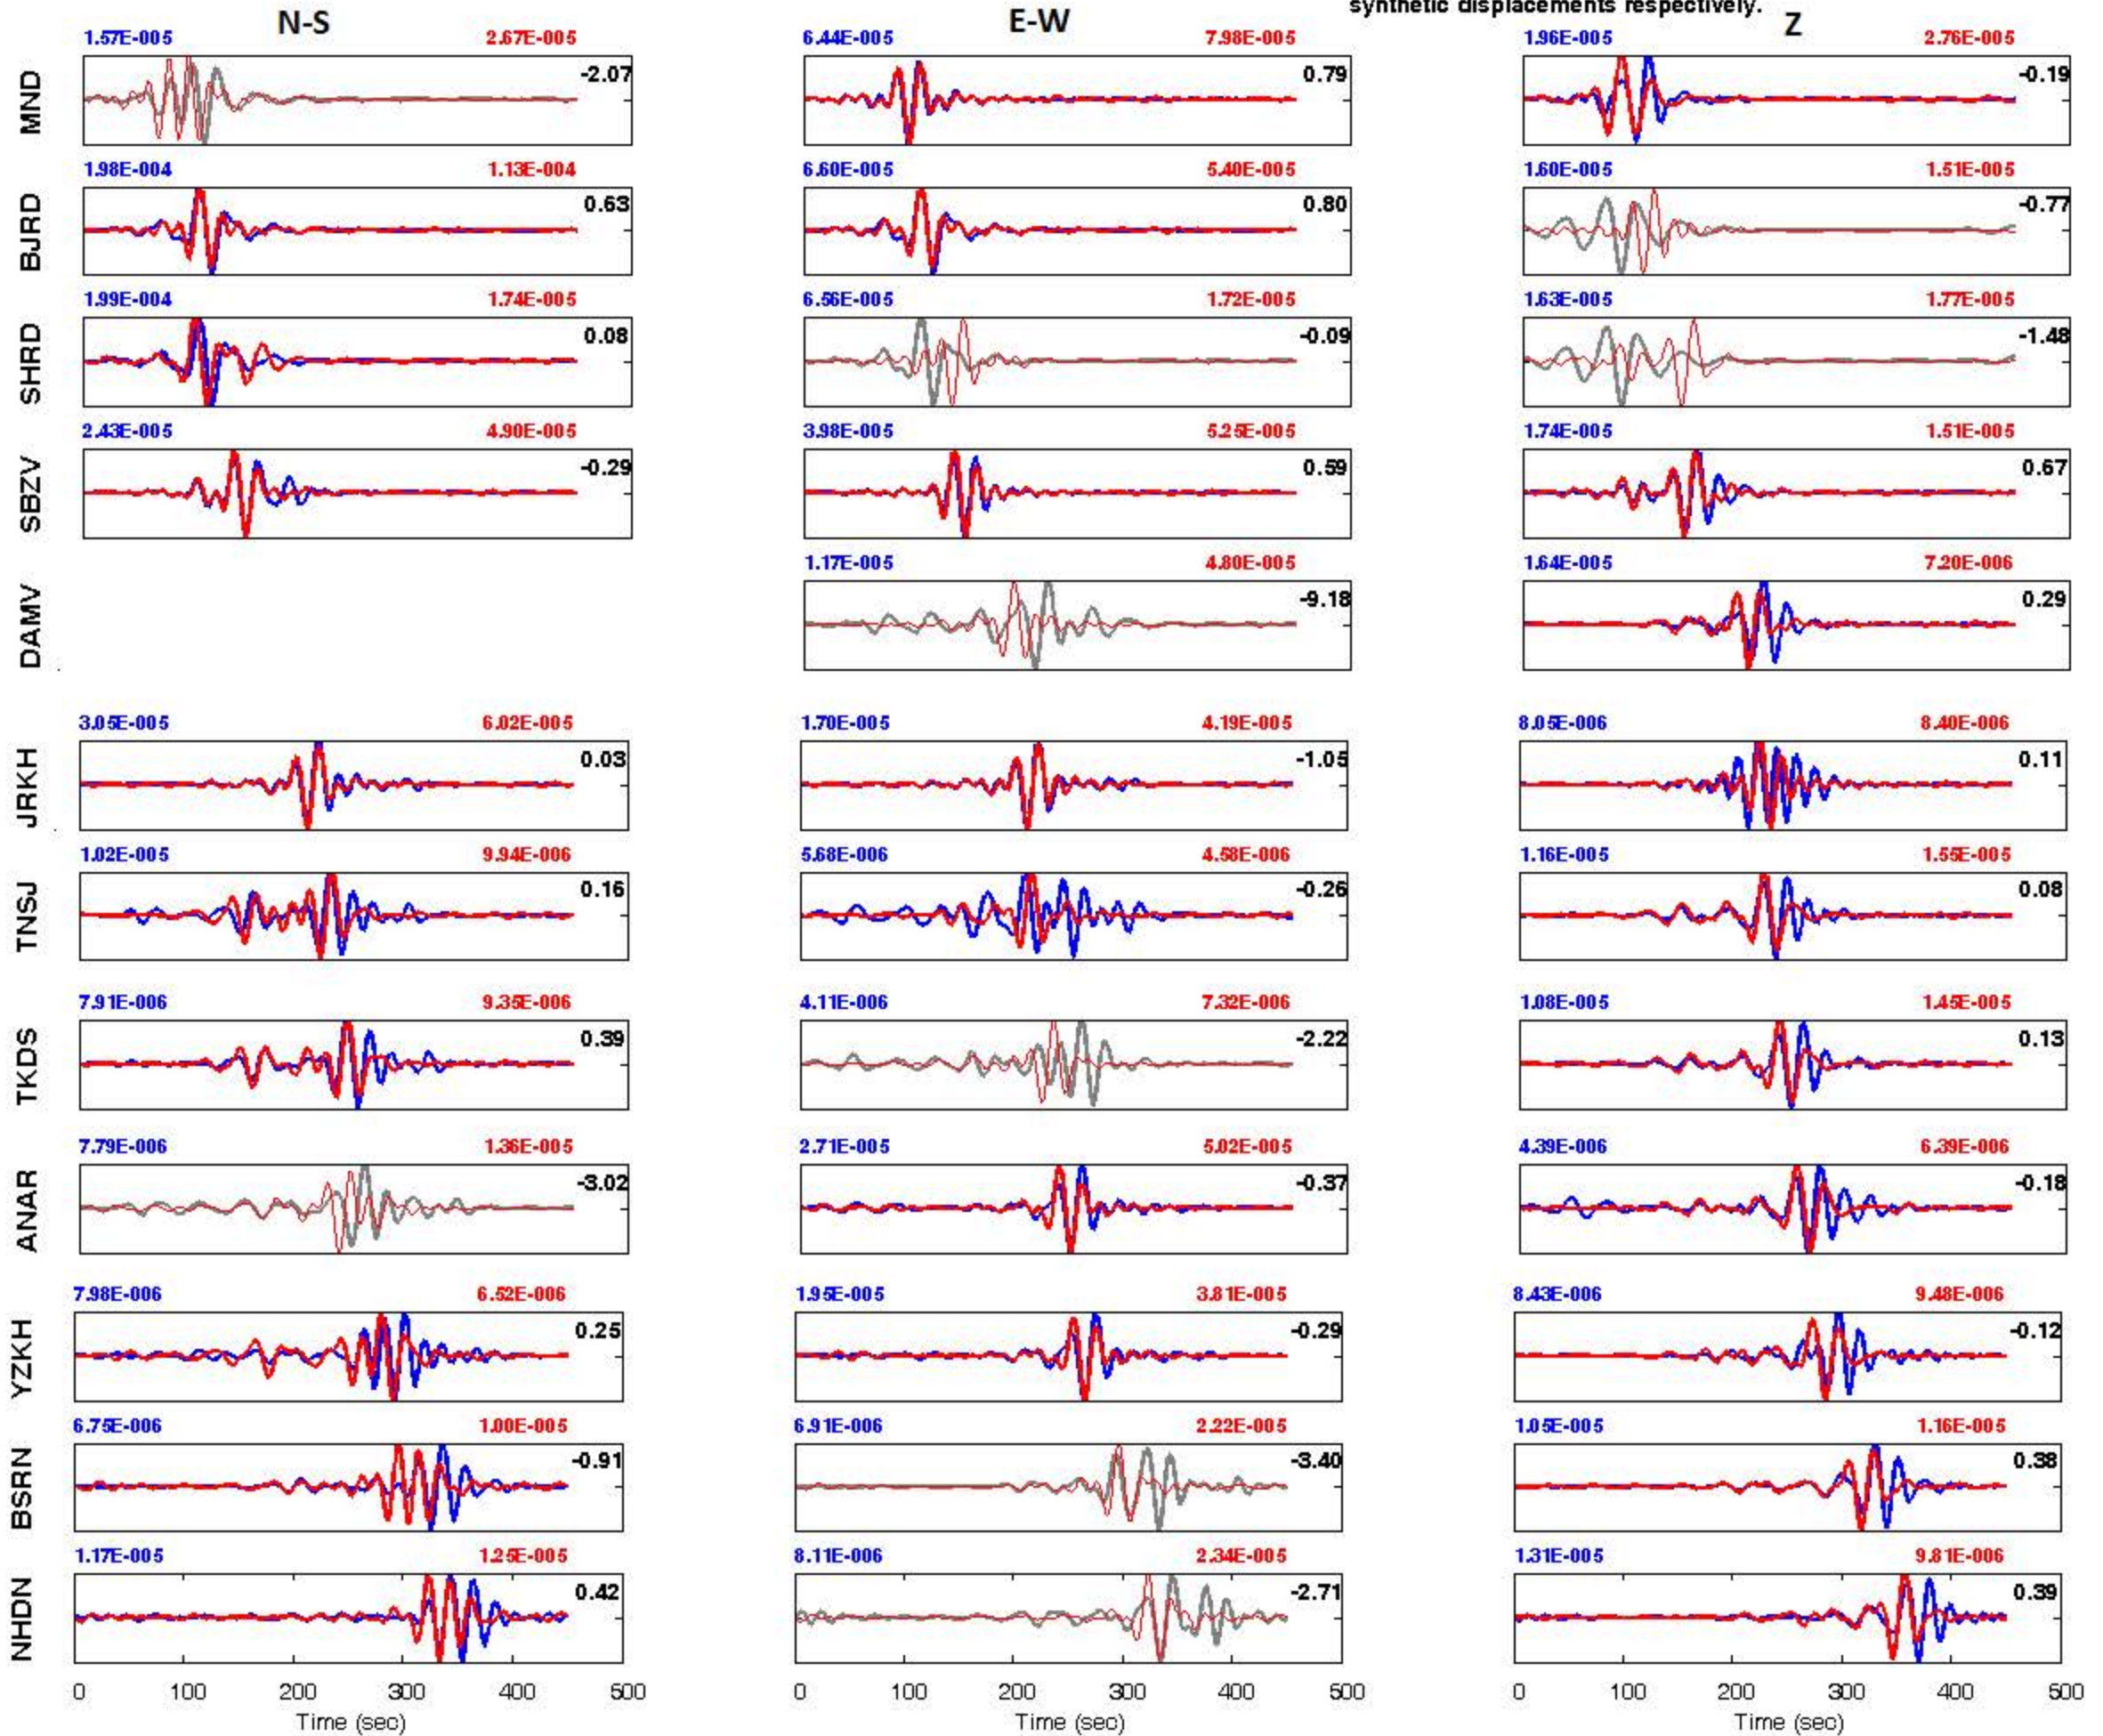 synthetic displacements respectively.
N-S E-W Z
1.57E-005 2.67E-005 6.44E-005 7.98E-005 1.96E-005 2.76E-005
MND -2.07 0.79 -0.19
1.98E-004 1.13E-004 6.60E-005 5.40E-005 1.60E-005 1.51E-005
BJRD 0.63 0.80 -0.77
1.99E-004 1.74E-005 6.56E-005 1.72E-005 1.63E-005 1.77E-005
SHRD 0.08 -0.09 -1.48
2.43E-005 4.90E-005 3.98E-005 5.25E-005 1.74E-005 1.51E-005
SBZV -0.29 0.59 0.67
1.17E-005 4.80E-005 1.64E-005 7.20E-006
DAMV -9.18 0.29
3.05E-005 6.02E-005 1.70E-005 4.19E-005 8.05E-006 8.40E-006
JRKH 0.03 -1.05 0.11
1.02E-005 9.94E-006 5.68E-006 4.58E-006 1.16E-005 1.55E-005
TNSJ 0.16 -0.26 0.08
7.91E-006 9.35E-006 4.11E-006 7.32E-006 1.08E-005 1.45E-005
TKDS 0.39 -2.22 0.13
7.79E-006 1.36E-005 2.71E-005 5.02E-005 4.39E-006 6.39E-006
ANAR -3.02 -0.37 -0.18
7.98E-006 6.52E-006 1.95E-005 3.81E-005 8.43E-006 9.48E-006
YZKH 0.25 -0.29 -0.12
6.75E-006 1.00E-005 6.91E-006 2.22E-005 1.05E-005 1.16E-005
BSRN -0.91 -3.40 0.38
1.17E-005 1.25E-005 8.11E-006 2.34E-005 1.31E-005 9.81E-006
NHDN 0.42 -2.71 0.39
0 100 200 300 400 500 0 100 200 300 400 500 0 100 200 300 400 500
Time (sec) Time (sec) Time (sec)